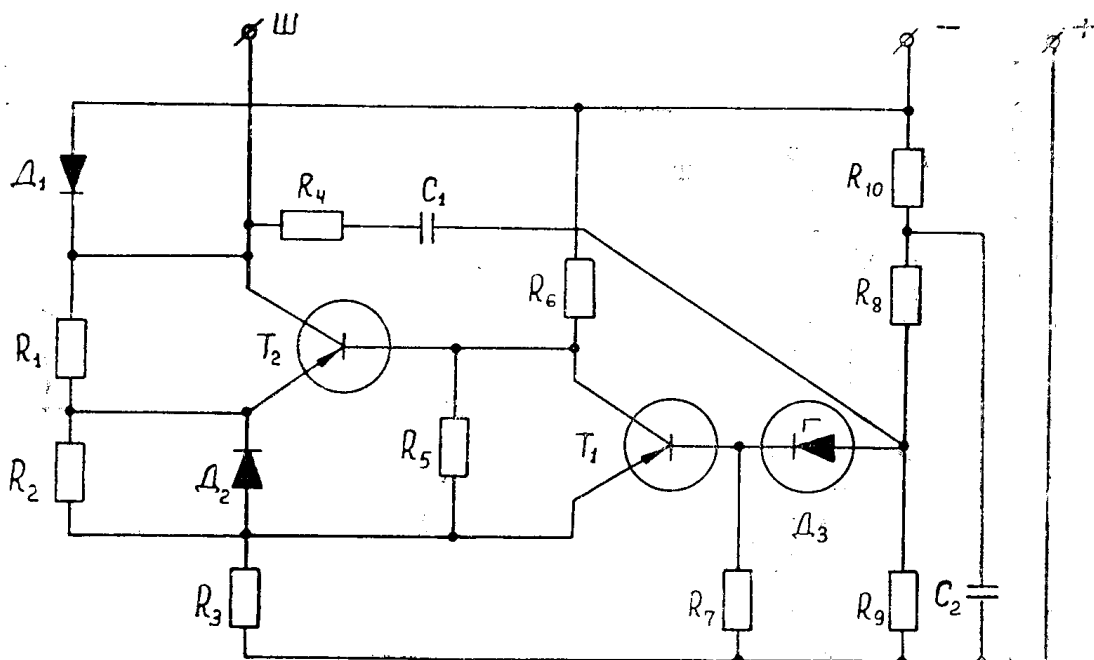 Ш
−
+
Д₁
R₄
C₁
R₁₀
R₆
R₈
R₁
T₂
R₂
Д₂
R₅
T₁
Д₃
R₃
R₇
R₉
C₂